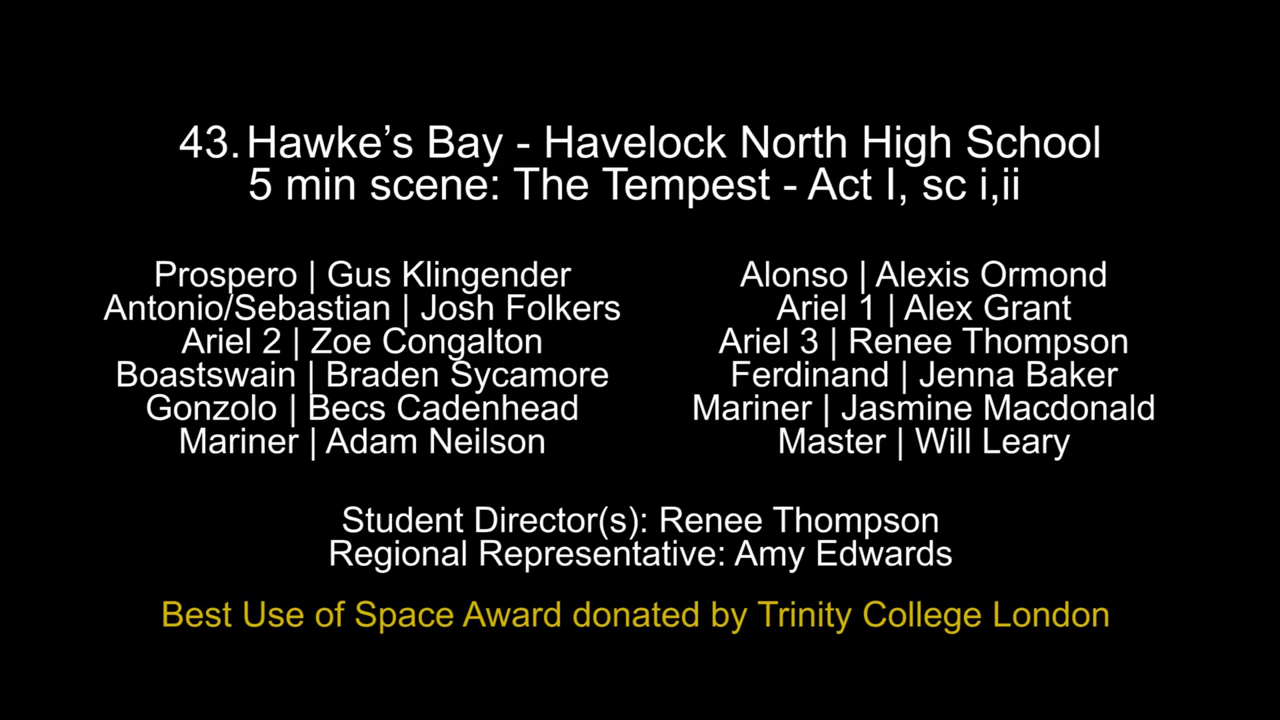 43. Hawke’s Bay - Havelock North High School
5 min scene: The Tempest - Act I, sc i,ii
Prospero | Gus Klingender
Antonio/Sebastian | Josh Folkers
Ariel 2 | Zoe Congalton
Boastswain | Braden Sycamore
Gonzolo | Becs Cadenhead
Mariner | Adam Neilson
Alonso | Alexis Ormond
Ariel 1 | Alex Grant
Ariel 3 | Renee Thompson
Ferdinand | Jenna Baker
Mariner | Jasmine Macdonald
Master | Will Leary
Student Director(s): Renee Thompson
Regional Representative: Amy Edwards
Best Use of Space Award donated by Trinity College London